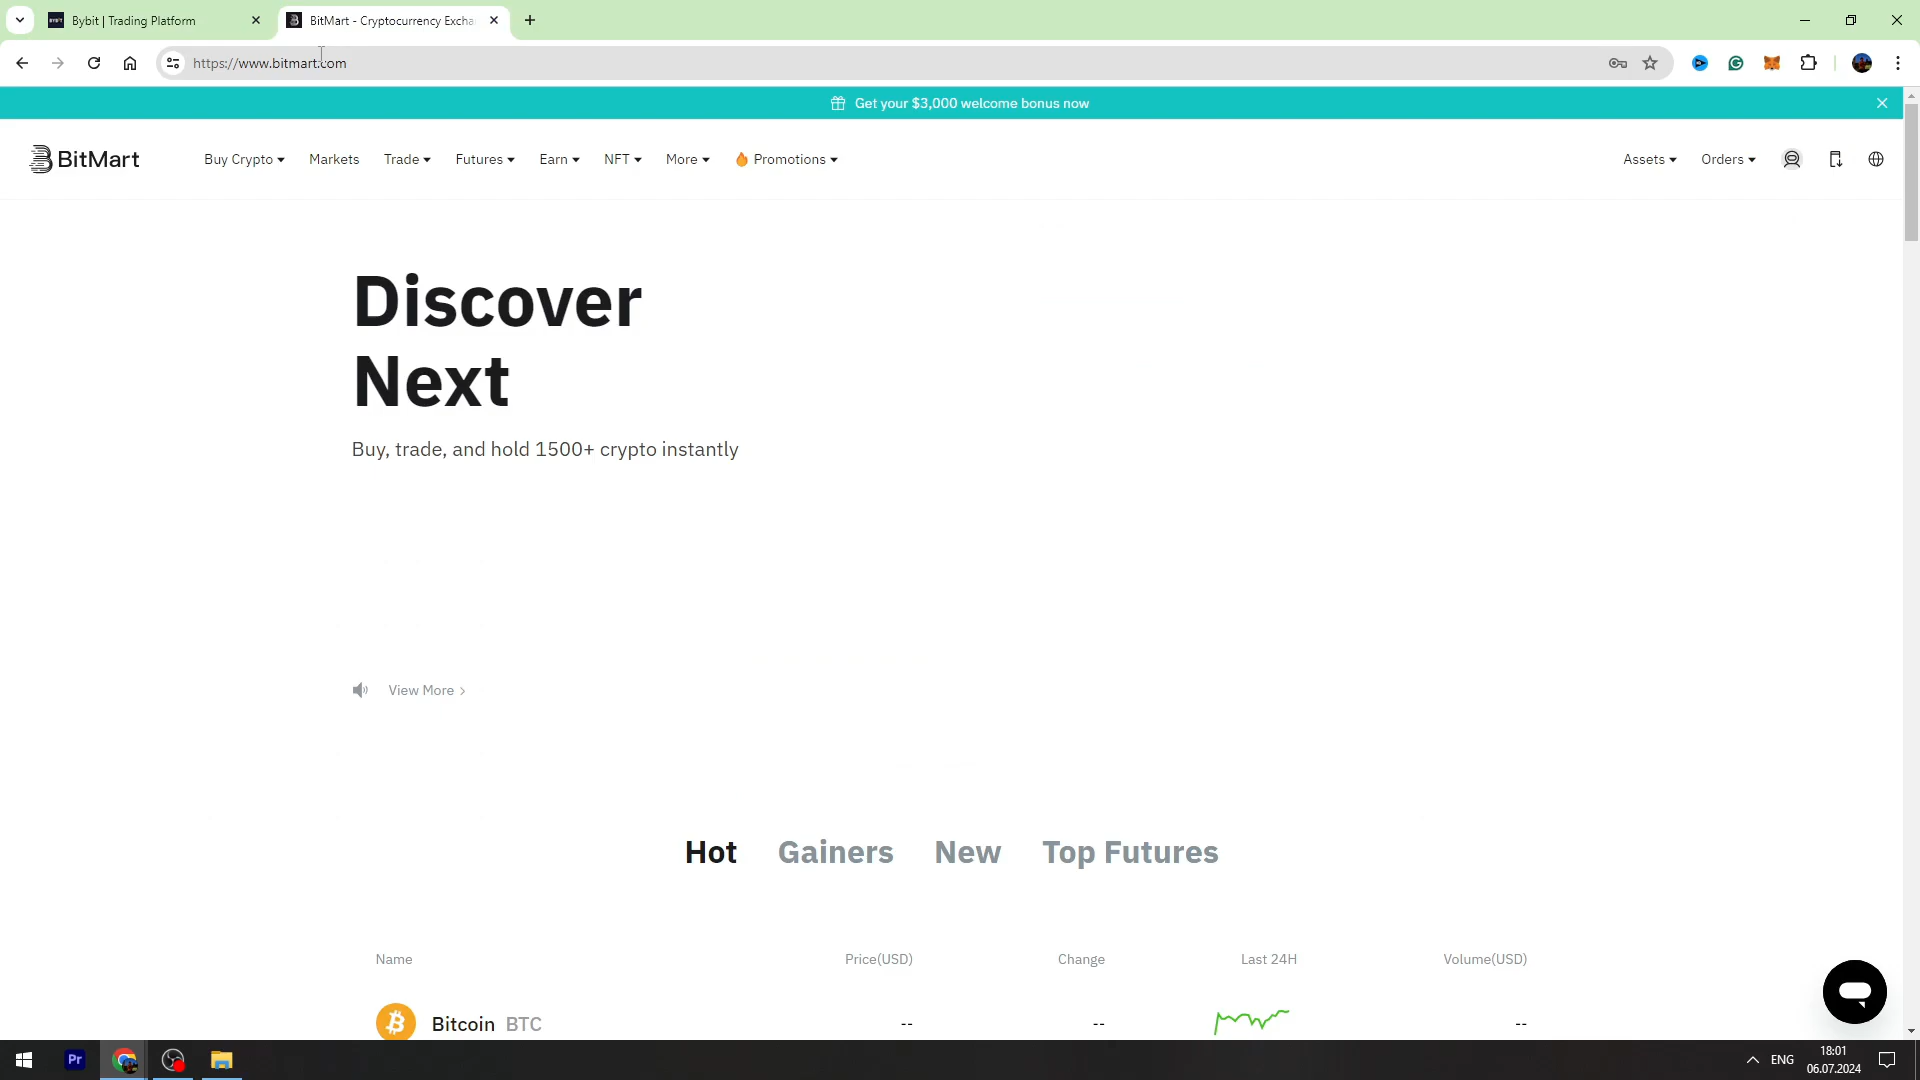 Bybit | Trading Platform
BitMart - Cryptocurrency Excha
https://www.bitmart.com
Get your $3,000 welcome bonus now
BitMart
Buy Crypto
Markets
Trade
Futures
Earn
NFT
More
Promotions
Assets
Orders
Discover
Next
Buy, trade, and hold 1500+ crypto instantly
View More >
Hot
Gainers
New
Top Futures
Name
Price(USD)
Change
Last 24H
Volume(USD)
Bitcoin BTC
--
--
--
Pr
ENG
18:01
06.07.2024